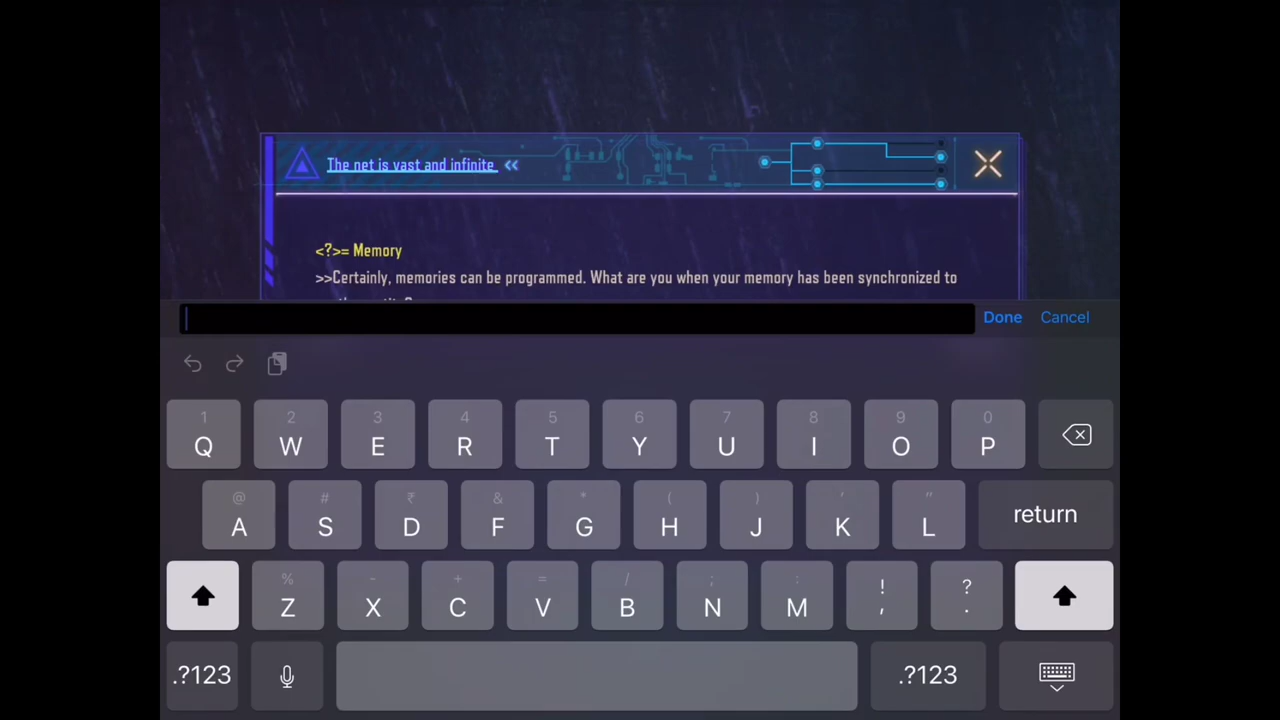 The net is vast and infinite
<?>= Memory
>>Certainly, memories can be programmed. What are you when your memory has been synchronized to
Done Cancel
1 2 3 4 5 6 7 8 9 0
Q W E R T Y U I O P
@ # ₹ & * ( ) ' "
A S D F G H J K L return
% - + = / ; : ! ?
Z X C V B N M , .
.?123 .?123